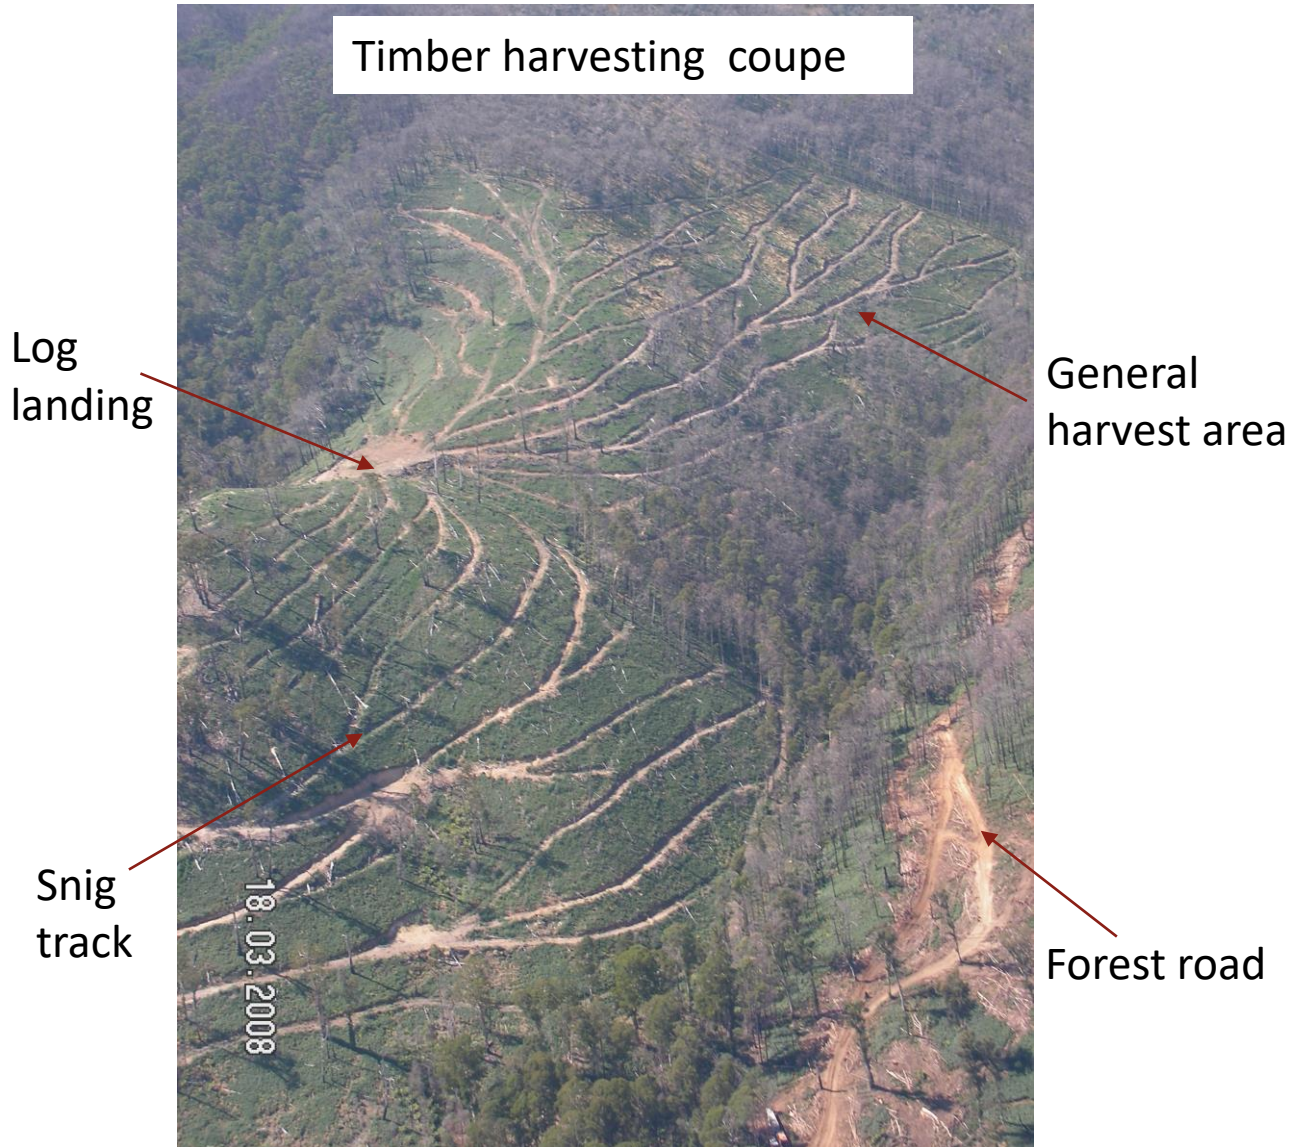 Timber harvesting coupe
Log
landing
General
harvest area
Snig
track
Forest road
18.03.2008